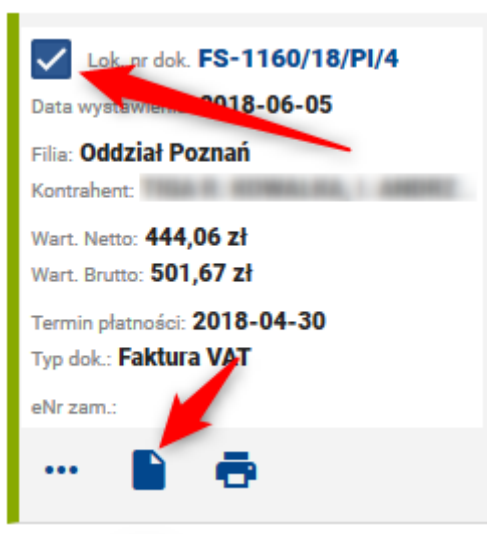 Lok. nr dok. FS-1160/18/PI/4
Data wystawienia: 2018-06-05
Filia: Oddział Poznań
Kontrahent:
Wart. Netto: 444,06 zł
Wart. Brutto: 501,67 zł
Termin płatności: 2018-04-30
Typ dok.: Faktura VAT
eNr zam.: